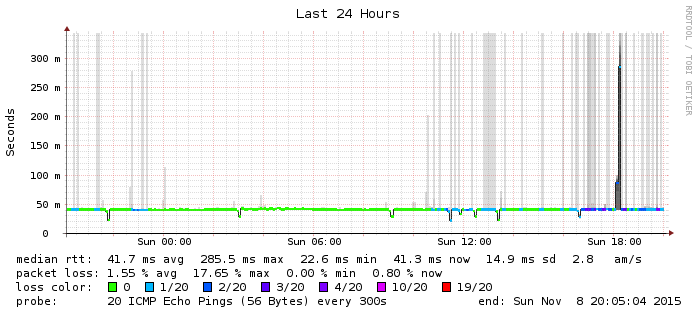 Last 24 Hours
RRDTOOL / TOBI OETIKER
Seconds
300 m
250 m
200 m
150 m
100 m
50 m
0
Sun 00:00 Sun 06:00 Sun 12:00 Sun 18:00
median rtt: 41.7 ms avg 285.5 ms max 22.6 ms min 41.3 ms now 14.9 ms sd 2.8 am/s
packet loss: 1.55 % avg 17.65 % max 0.00 % min 0.80 % now
loss color: 0 1/20 2/20 3/20 4/20 10/20 19/20
probe: 20 ICMP Echo Pings (56 Bytes) every 300s end: Sun Nov 8 20:05:04 2015